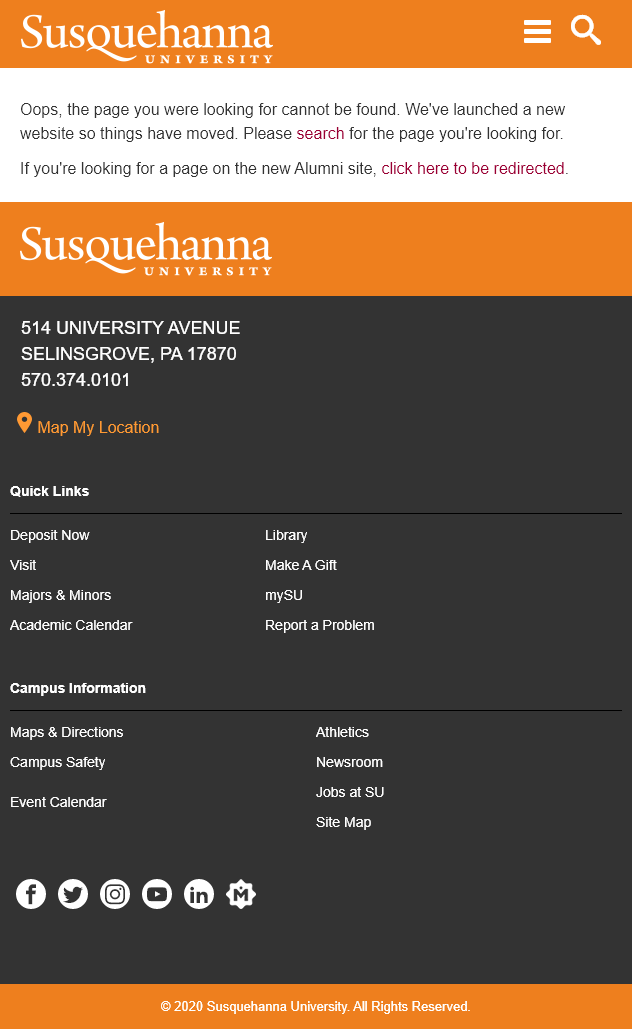 Susquehanna
UNIVERSITY
Oops, the page you were looking for cannot be found. We've launched a new
website so things have moved. Please search for the page you're looking for.
If you're looking for a page on the new Alumni site, click here to be redirected.
Susquehanna
UNIVERSITY
514 UNIVERSITY AVENUE
SELINSGROVE, PA 17870
570.374.0101
Map My Location
Quick Links
Deposit Now
Visit
Majors & Minors
Academic Calendar
Library
Make A Gift
mySU
Report a Problem
Campus Information
Maps & Directions
Campus Safety
Event Calendar
Athletics
Newsroom
Jobs at SU
Site Map
© 2020 Susquehanna University. All Rights Reserved.